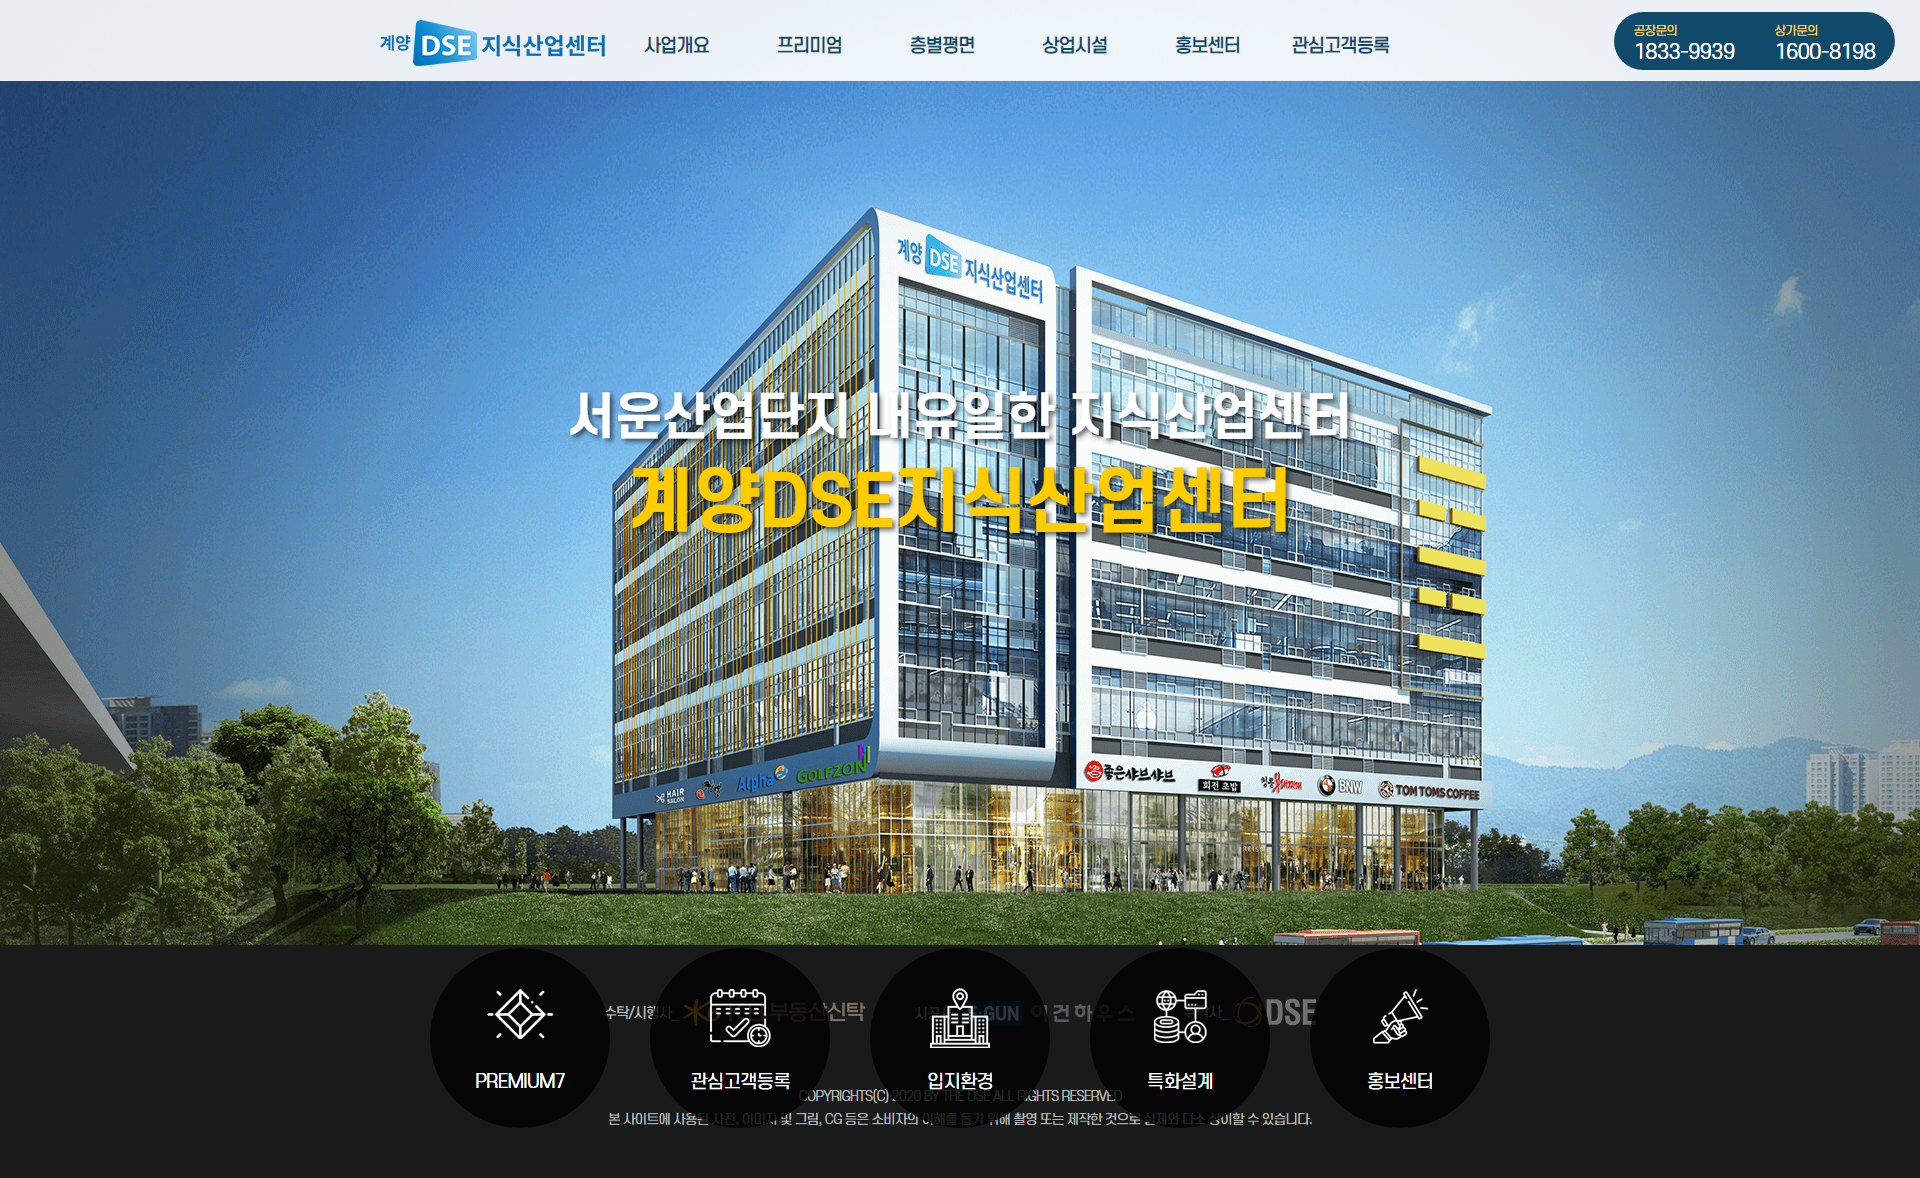 계양 DSE 지식산업센터
사업개요
프리미엄
층별평면
상업시설
홍보센터
관심고객등록
공장문의
1833-9939
상가문의
1600-8198
계양 DSE 지식산업센터
서운산업단지 내유일한 지식산업센터
계양DSE지식산업센터
HAIR SALON
Alpha
GOLFZON
좋은샤브샤브
회전 초밥
BNW
TOM TOMS COFFEE
수탁/시행사_
부동산신탁
GUN 이건하우스
DSE
PREMIUM7
관심고객등록
입지환경
특화설계
홍보센터
COPYRIGHTS(C) 2020 BY THE DSE ALL RIGHTS RESERVED
본 사이트에 사용된 사진, 이미지 및 그림, CG 등은 소비자의 이해를 돕기 위해 촬영 또는 제작한 것으로 실제와 다소 상이할 수 있습니다.